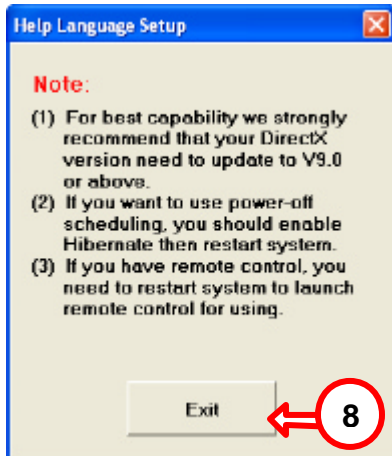 Help Language Setup
Note:
(1) For best capability we strongly
recommend that your DirectX
version need to update to V9.0
or above.
(2) If you want to use power-off
scheduling, you should enable
Hibernate then restart system.
(3) If you have remote control, you
need to restart system to launch
remote control for using.
Exit
8